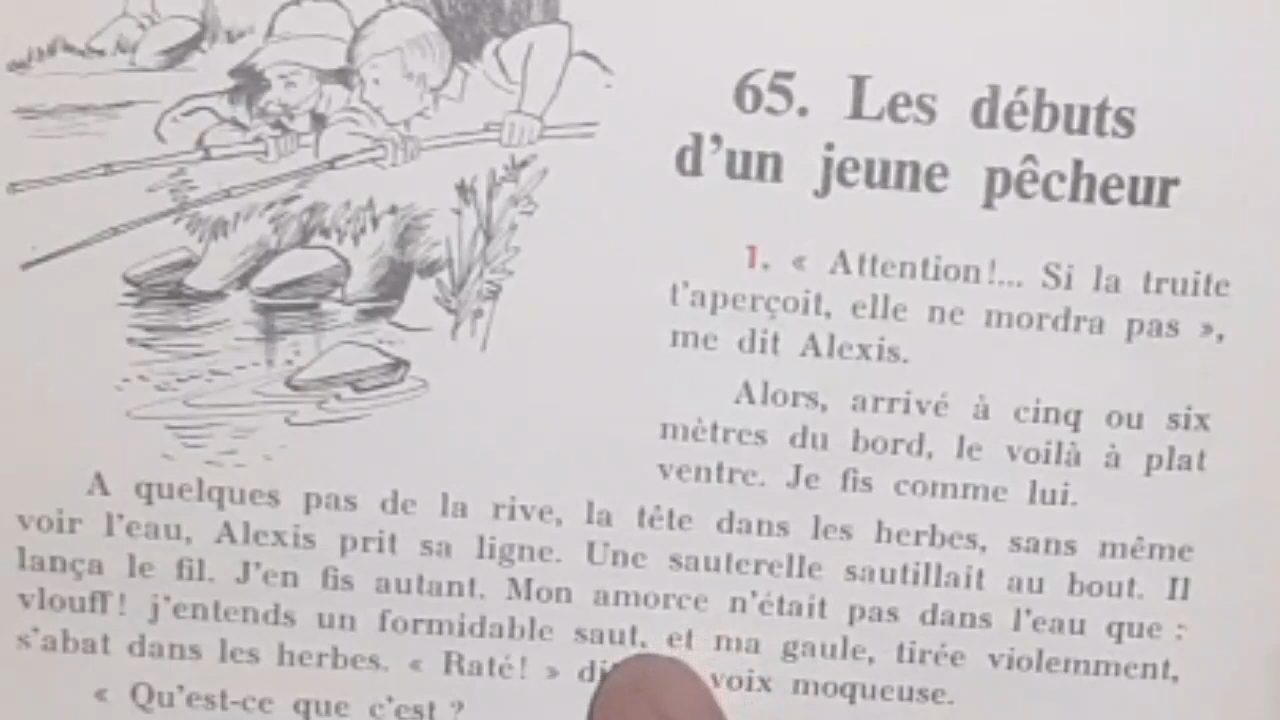 65. Les débuts
d'un jeune pêcheur
1. « Attention!... Si la truite
t'aperçoit, elle ne mordra pas »,
me dit Alexis.
Alors, arrivé à cinq ou six
mètres du bord, le voilà à plat
ventre. Je fis comme lui.
A quelques pas de la rive, la tête dans les herbes, sans même
voir l'eau, Alexis prit sa ligne. Une sauterelle sautillait au bout. Il
lança le fil. J'en fis autant. Mon amorce n'était pas dans l'eau que :
vlouff! j'entends un formidable saut, et ma gaule, tirée violemment,
s'abat dans les herbes. « Raté! » voix moqueuse.
« Qu'est-ce que c'est ?